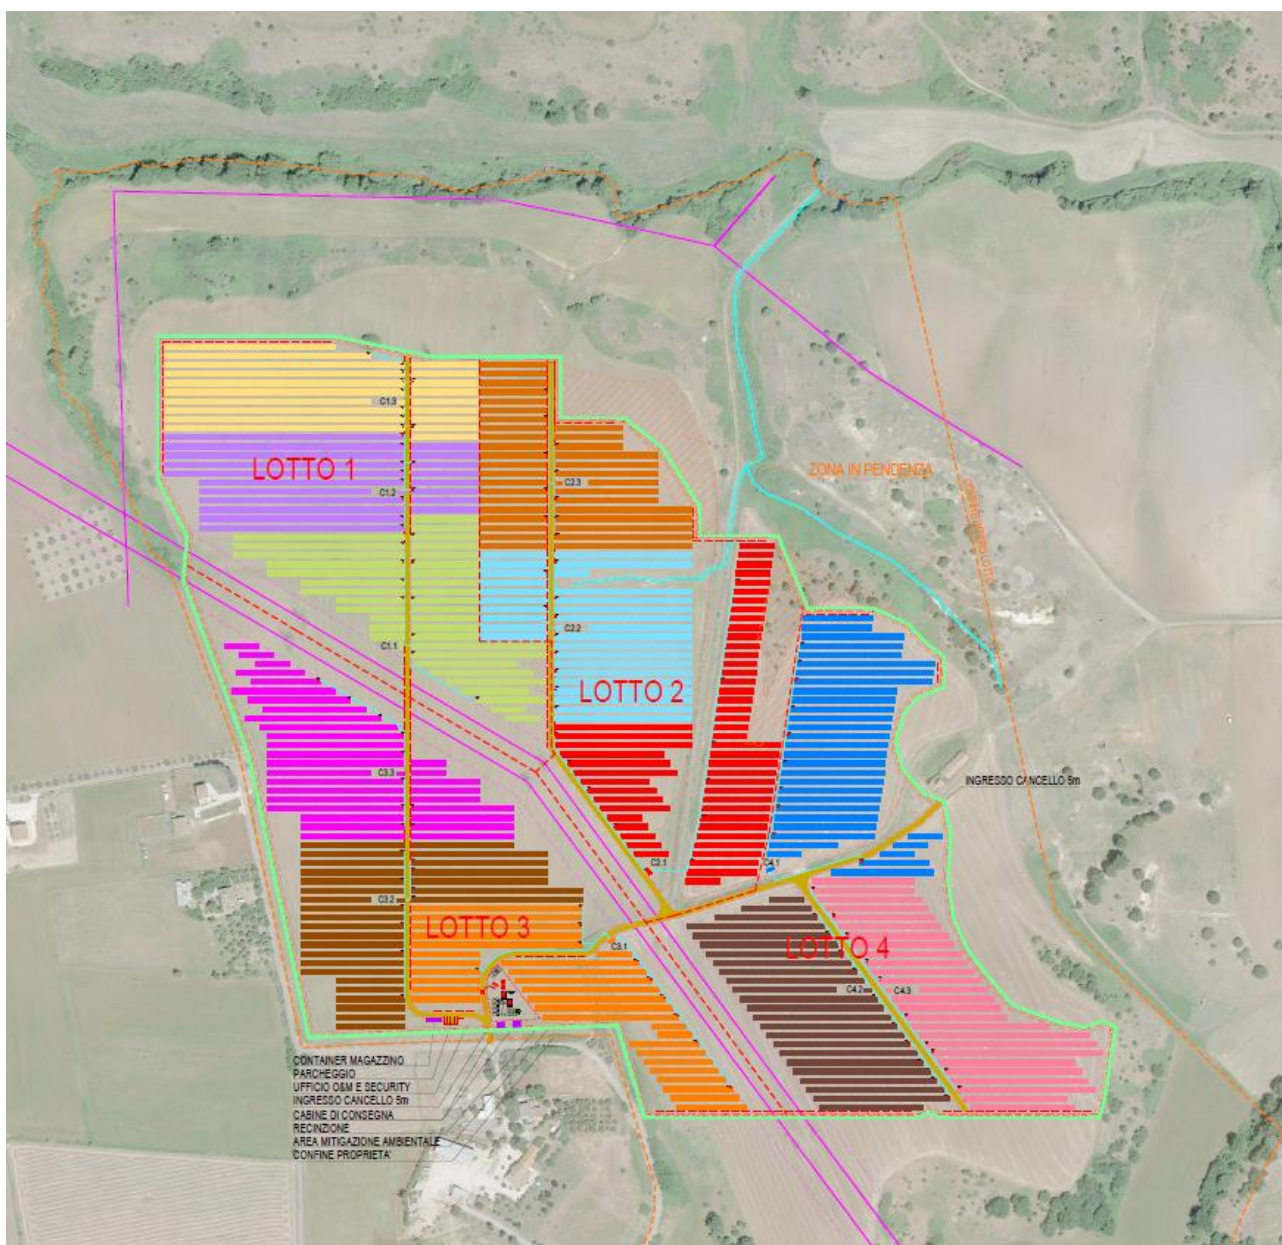 C1.3
LOTTO 1
ZONA IN PENDENZA
C2.3
C1.2
C2.2
C1.1
LOTTO 2
C3.3
INGRESSO CANCELLO 5m
C2.1
C4.1
C3.2
LOTTO 3
C3.1
LOTTO 4
C4.2
C4.3
CONTAINER MAGAZZINO
PARCHEGGIO
UFFICIO O&M E SECURITY
INGRESSO CANCELLO 5m
CABINE DI CONSEGNA
RECINZIONE
AREA MITIGAZIONE AMBIENTALE
CONFINE PROPRIETA'